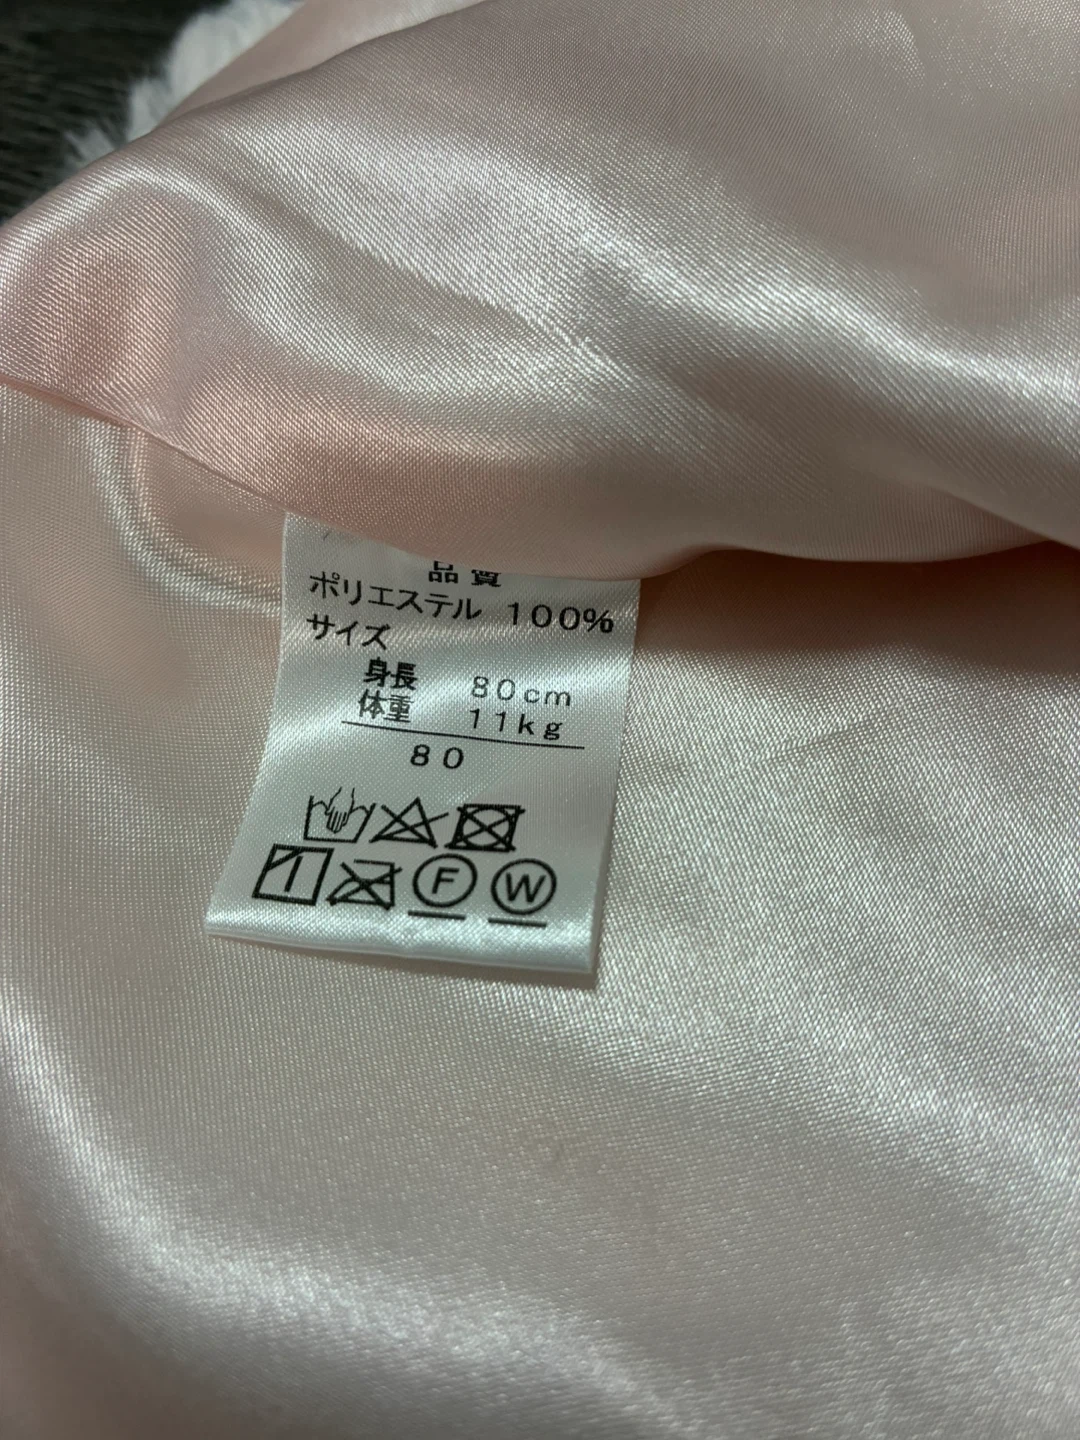 品質
ポリエステル 100%
サイズ
身長 80cm
体重 11kg
80
F W